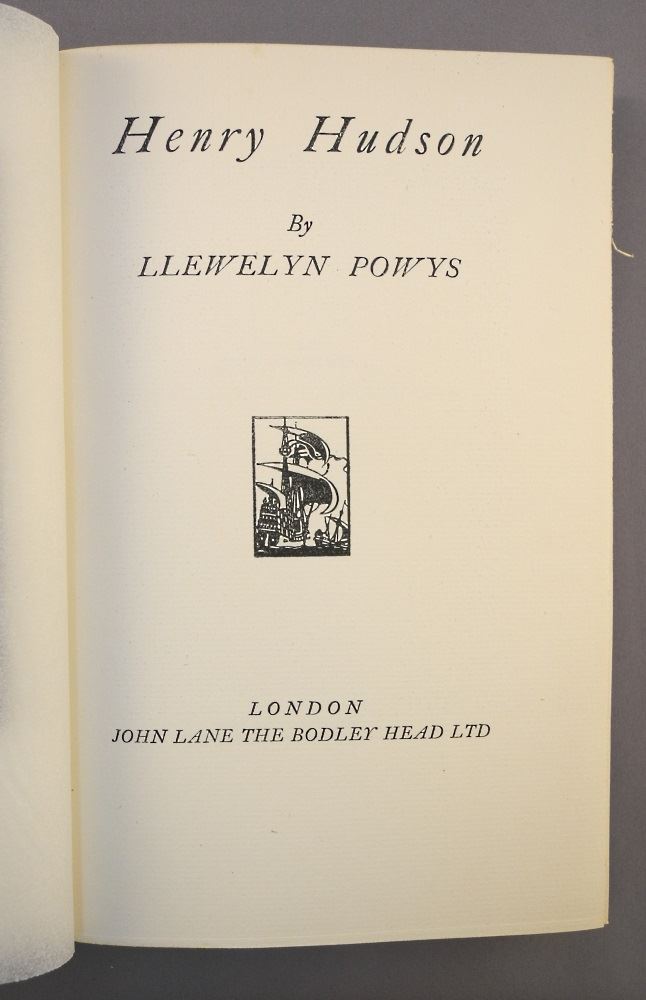 Henry Hudson
By
LLEWELYN POWYS
LONDON
JOHN LANE THE BODLEY HEAD LTD